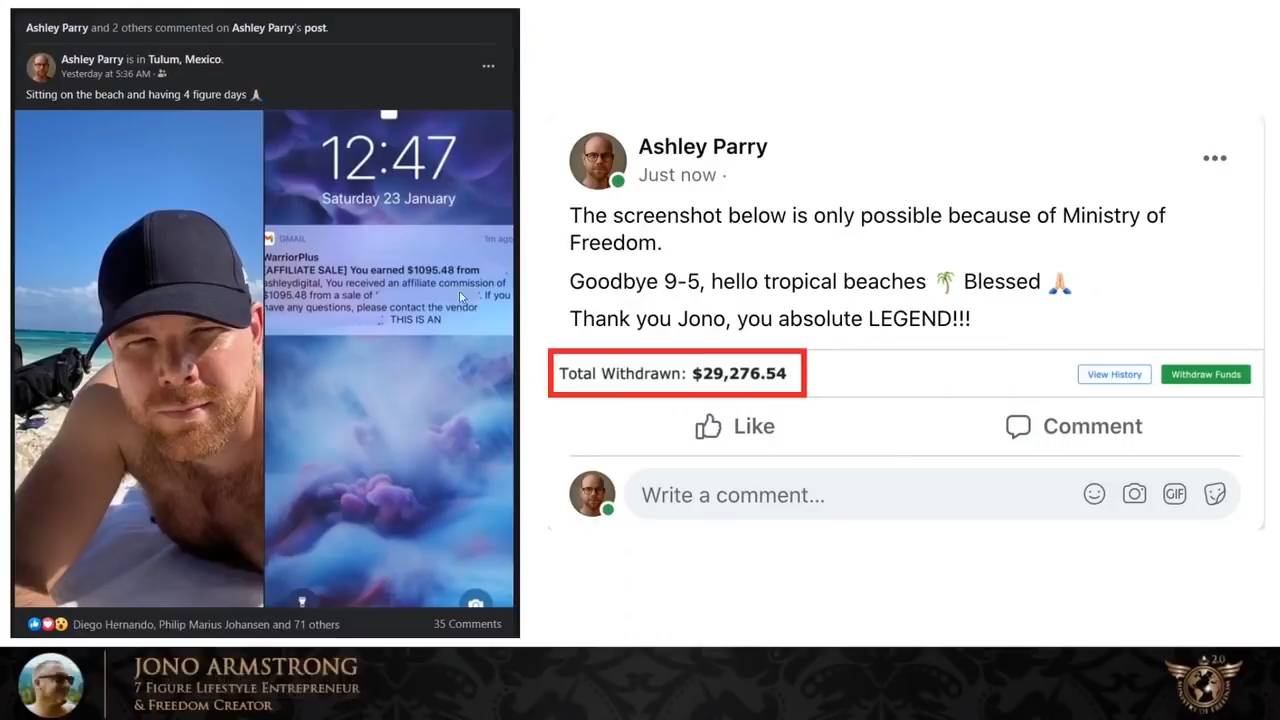 Ashley Parry and 2 others commented on Ashley Parry's post.
Ashley Parry is in Tulum, Mexico.
Yesterday at 5:36 AM ·
Sitting on the beach and having 4 figure days 🙏🏼
12:47
Saturday 23 January
GMAIL
1m ago
WarriorPlus
[AFFILIATE SALE] You earned $1095.48 from
ashleydigital, You received an affiliate commission of
$1095.48 from a sale of ' '. If you
have any questions, please contact the vendor
THIS IS AN
Diego Hernando, Philip Marius Johansen and 71 others
35 Comments
Ashley Parry
Just now ·
The screenshot below is only possible because of Ministry of
Freedom.
Goodbye 9-5, hello tropical beaches 🌴 Blessed 🙏🏼
Thank you Jono, you absolute LEGEND!!!
Total Withdrawn: $29,276.54
View History
Withdraw Funds
Like
Comment
Write a comment...
GIF
JONO ARMSTRONG
7 FIGURE LIFESTYLE ENTREPRENEUR
& FREEDOM CREATOR
2.0
MINISTRY OF FREEDOM